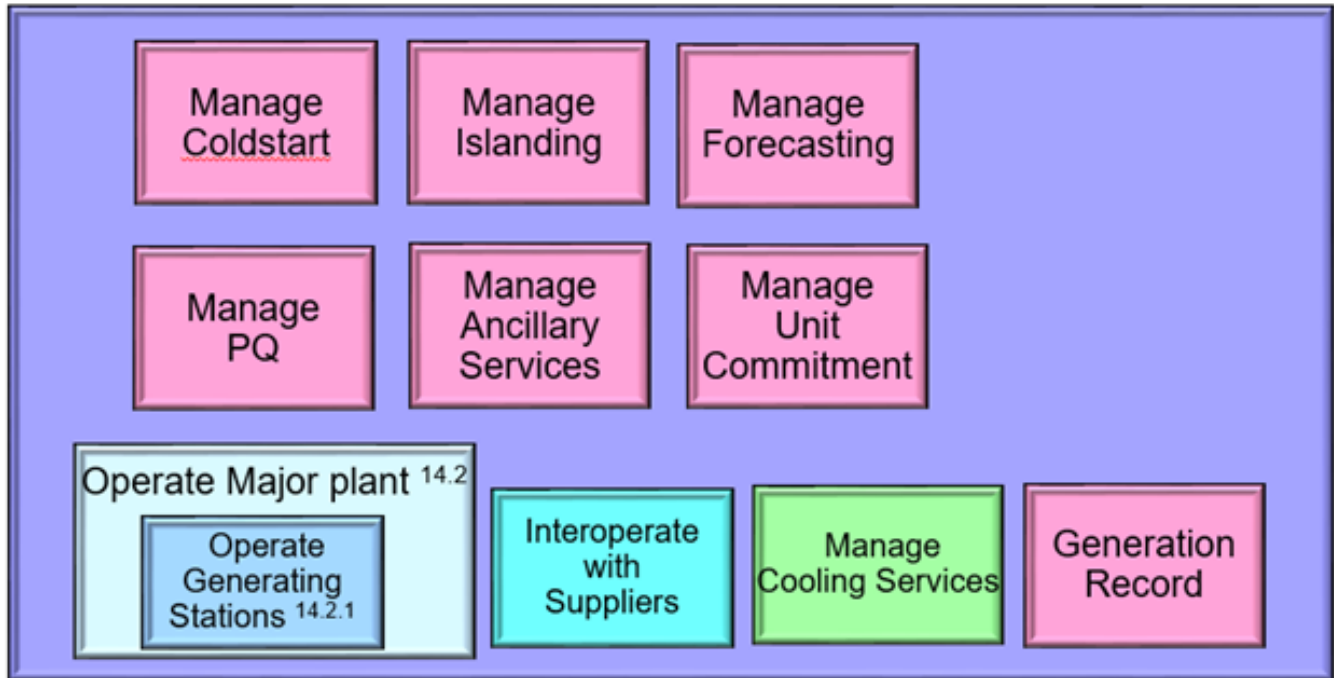 Manage
Coldstart
Manage
Islanding
Manage
Forecasting
Manage
PQ
Manage
Ancillary
Services
Manage
Unit
Commitment
Operate Major plant 14.2
Operate
Generating
Stations 14.2.1
Interoperate
with
Suppliers
Manage
Cooling Services
Generation
Record